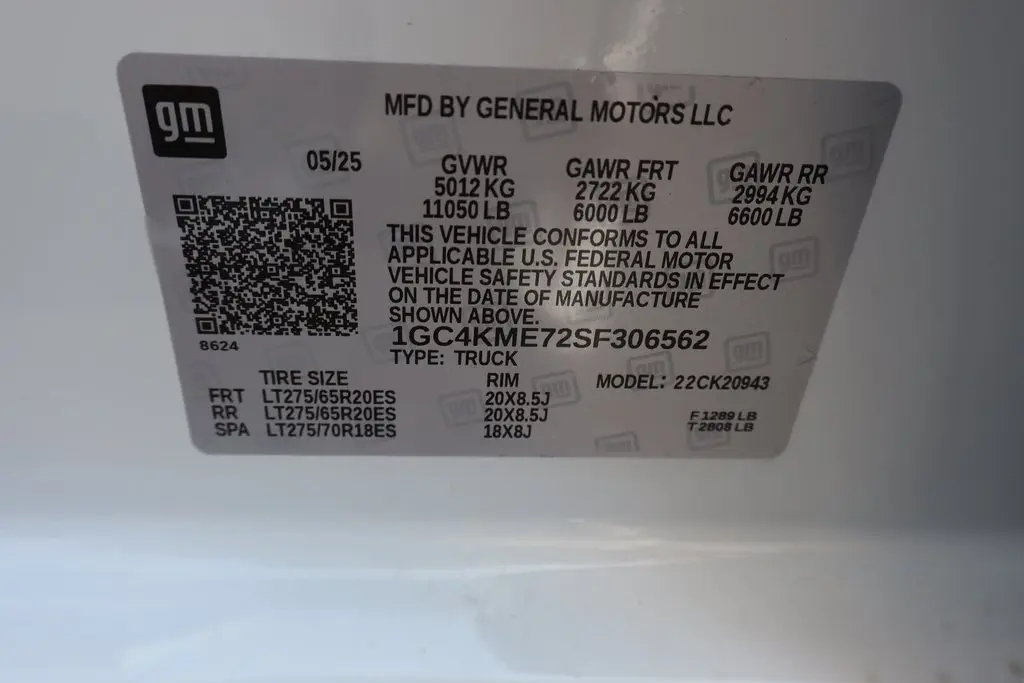 gm
MFD BY GENERAL MOTORS LLC
05/25 GVWR GAWR FRT GAWR RR
5012 KG 2722 KG 2994 KG
11050 LB 6000 LB 6600 LB
THIS VEHICLE CONFORMS TO ALL
APPLICABLE U.S. FEDERAL MOTOR
VEHICLE SAFETY STANDARDS IN EFFECT
ON THE DATE OF MANUFACTURE
SHOWN ABOVE.
8624
1GC4KME72SF306562
TYPE: TRUCK
TIRE SIZE RIM MODEL: 22CK20943
FRT LT275/65R20ES 20X8.5J
RR LT275/65R20ES 20X8.5J F 1289 LB
SPA LT275/70R18ES 18X8J T 2808 LB